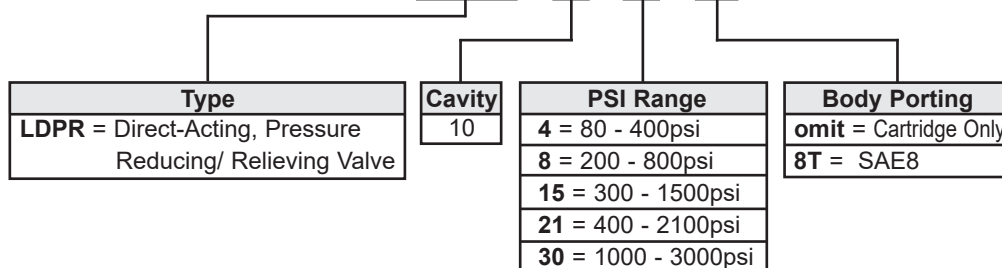 Type
LDPR = Direct-Acting, Pressure
Reducing/ Relieving Valve
Cavity
10
PSI Range
4 = 80 - 400psi
8 = 200 - 800psi
15 = 300 - 1500psi
21 = 400 - 2100psi
30 = 1000 - 3000psi
Body Porting
omit = Cartridge Only
8T = SAE8